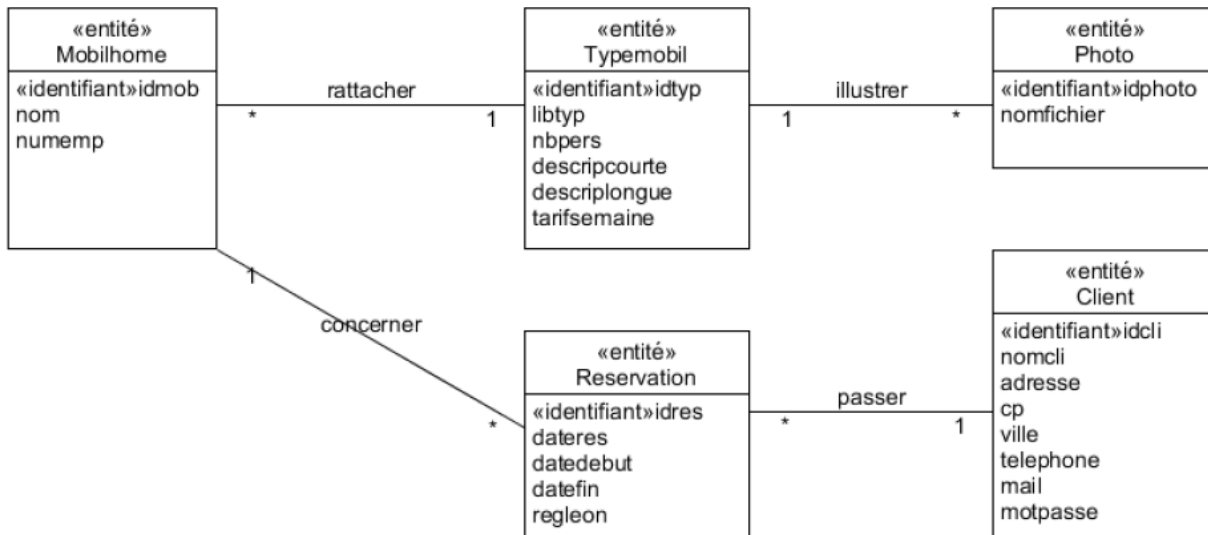 «entité»
Mobilhome
«identifiant»idmob
nom
numemp
rattacher
*
1
«entité»
Typemobil
«identifiant»idtyp
libtyp
nbpers
descripcourte
descriplongue
tarifsemaine
illustrer
1
*
«entité»
Photo
«identifiant»idphoto
nomfichier
1
concerner
*
«entité»
Reservation
«identifiant»idres
dateres
datedebut
datefin
regleon
passer
*
1
«entité»
Client
«identifiant»idcli
nomcli
adresse
cp
ville
telephone
mail
motpasse